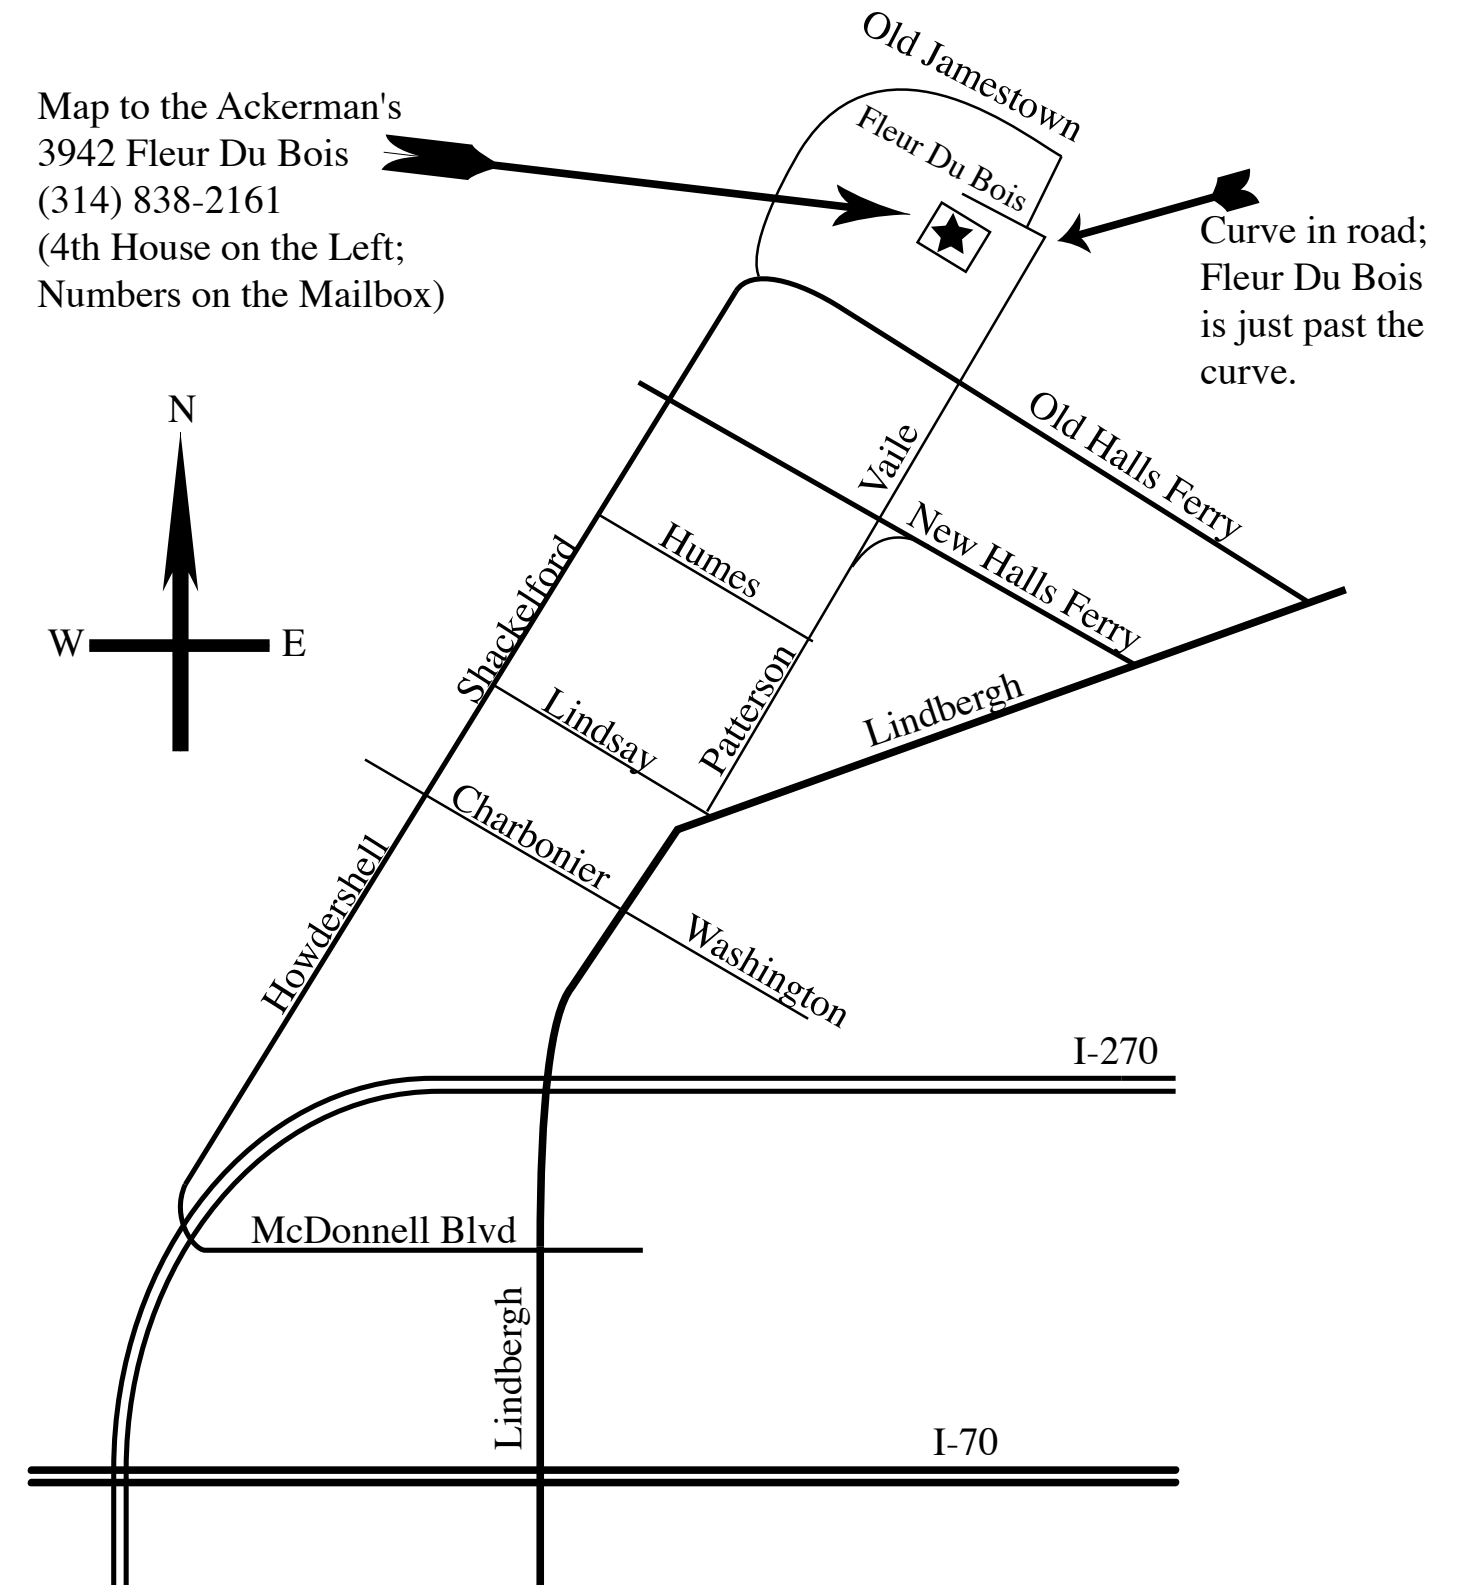 Old Jamestown
Map to the Ackerman's
3942 Fleur Du Bois
(314) 838-2161
(4th House on the Left;
Numbers on the Mailbox)
Fleur Du Bois
Curve in road;
Fleur Du Bois
is just past the
curve.
N
W
E
Old Halls Ferry
Vaile
New Halls Ferry
Humes
Shackelford
Patterson
Lindsay
Lindbergh
Charbonier
Howdershell
Washington
I-270
McDonnell Blvd
Lindbergh
I-70